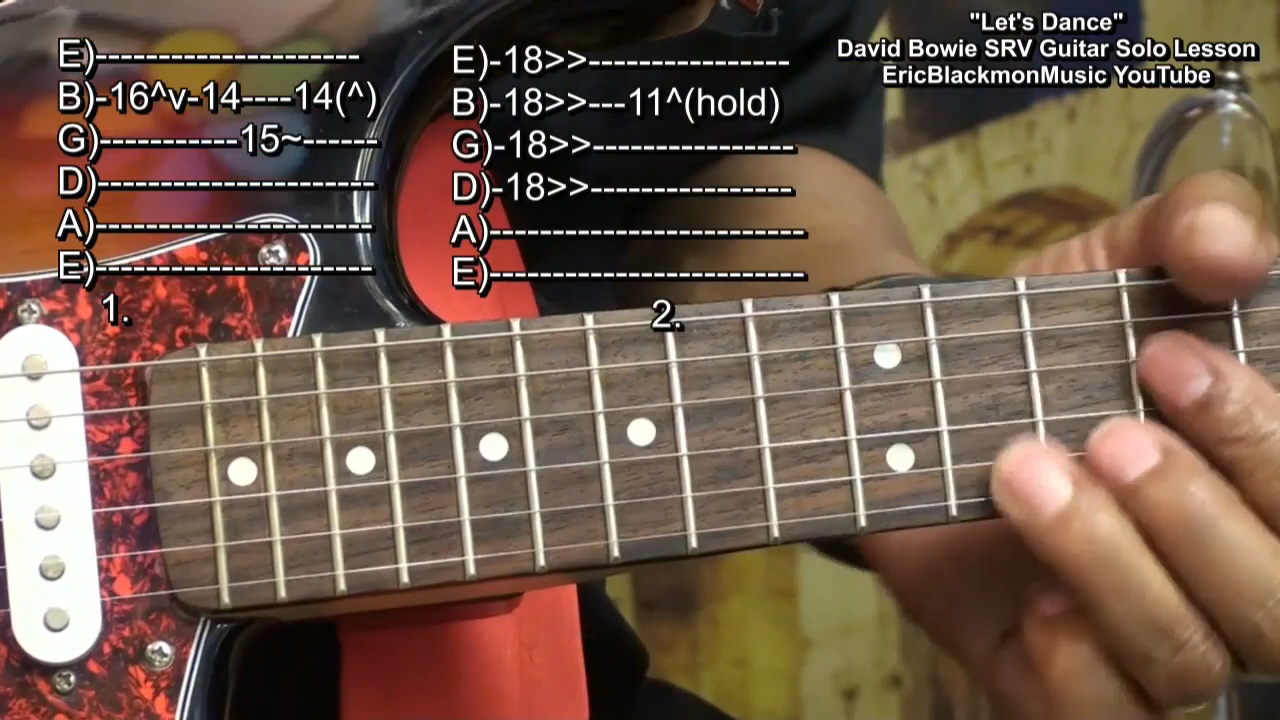 "Let's Dance"
David Bowie SRV Guitar Solo Lesson
EricBlackmonMusic YouTube
E)-------------------
B)-16^v-14----14(^)
G)----------15~-----
D)--------------------
A)--------------------
E)--------------------
1.
E)-18>>--------------
B)-18>>---11^(hold)
G)-18>>--------------
D)-18>>--------------
A)----------------------
E)----------------------
2.